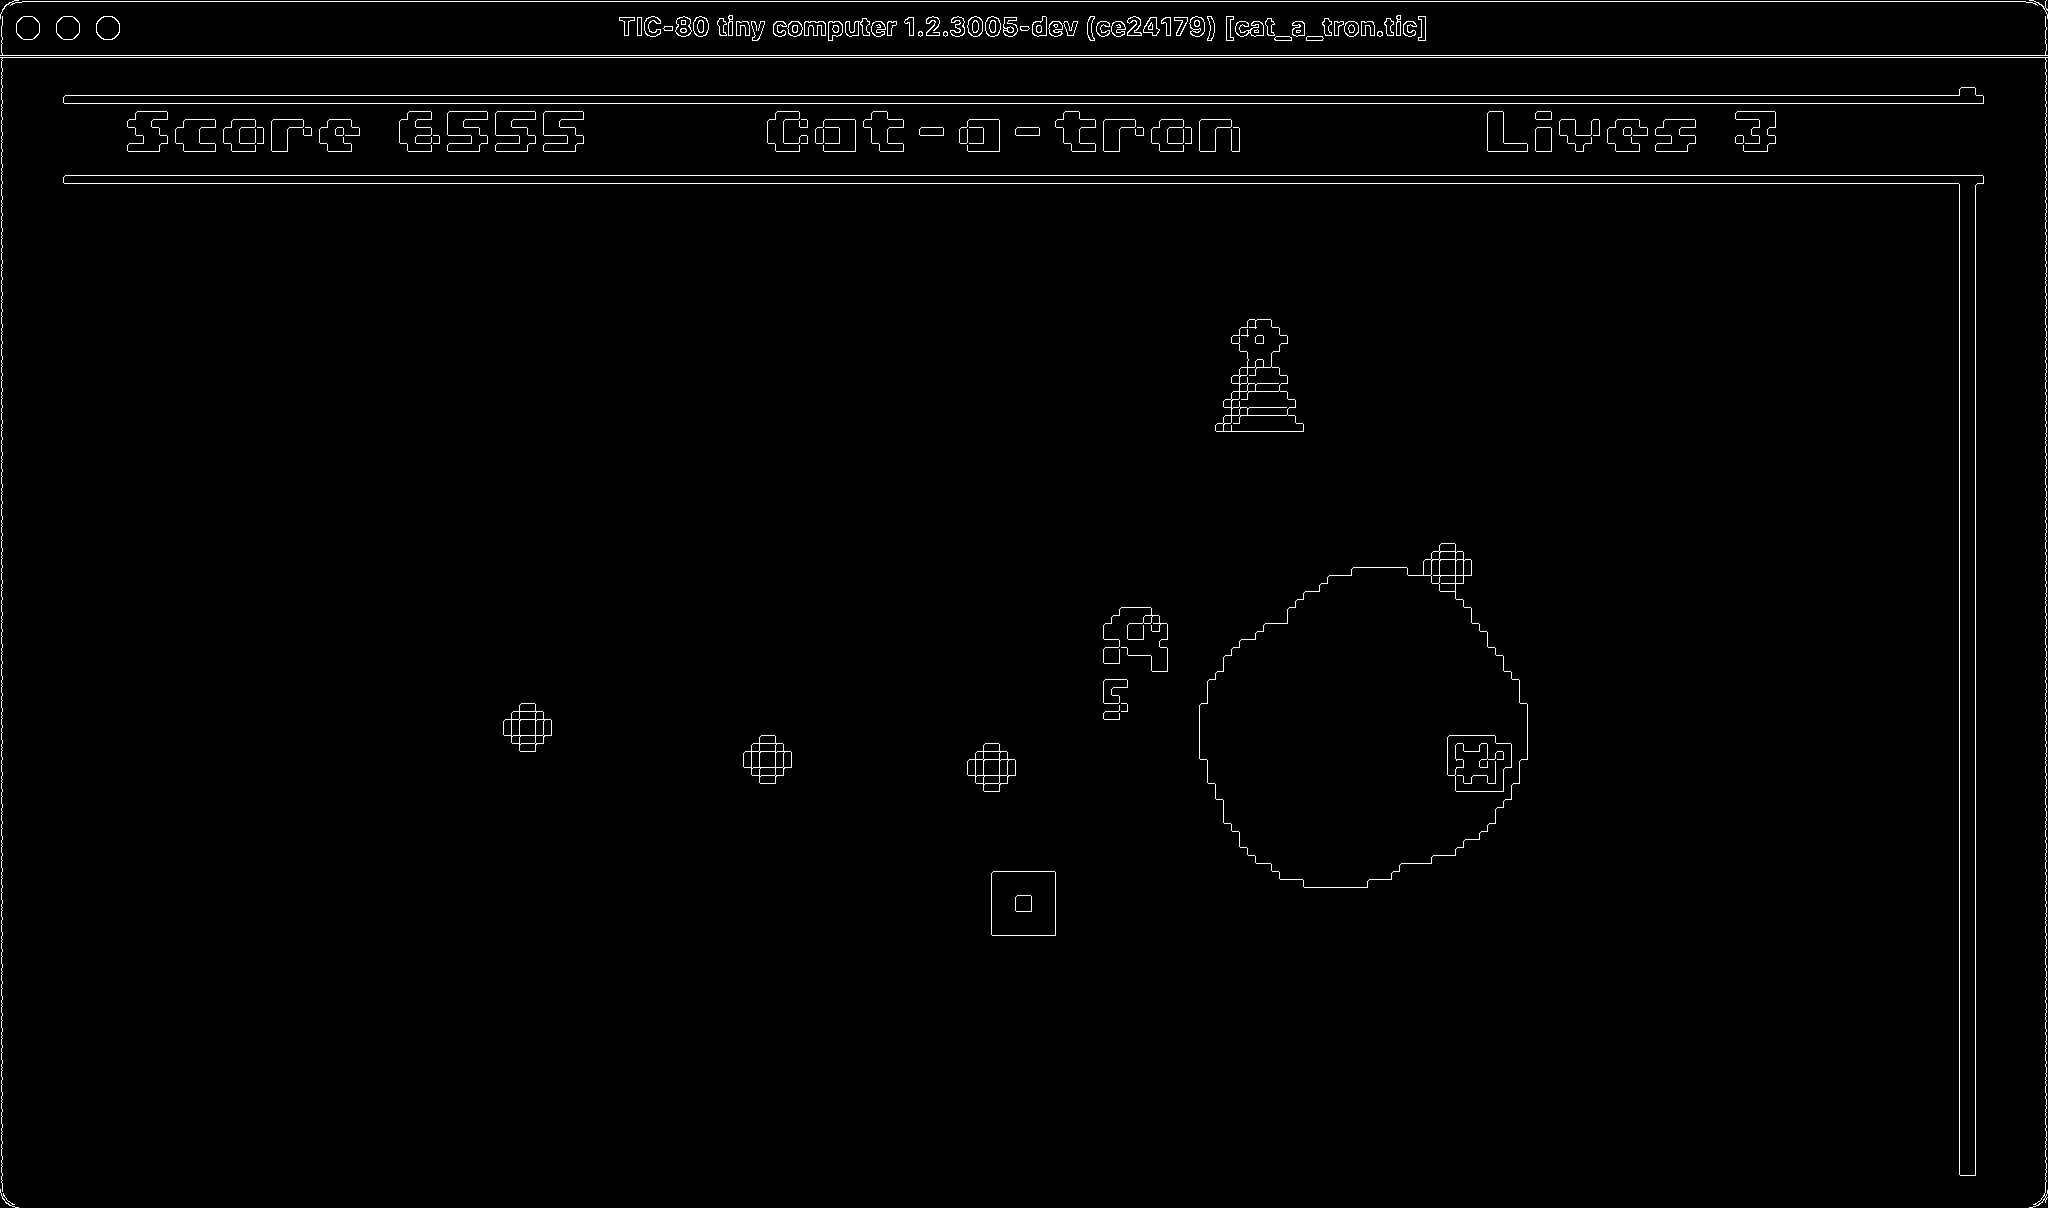 TIC-80 tiny computer 1.2.3005-dev (ce24179) [cat_a_tron.tic]
Score 6555 Cat-a-tron Lives 3
5